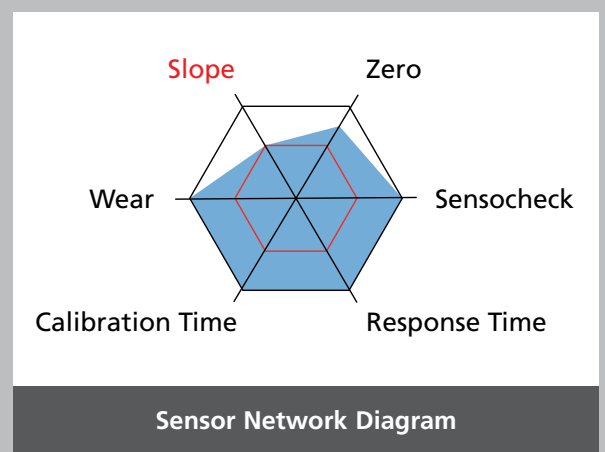 Slope
Zero
Wear
Sensocheck
Calibration Time
Response Time
Sensor Network Diagram